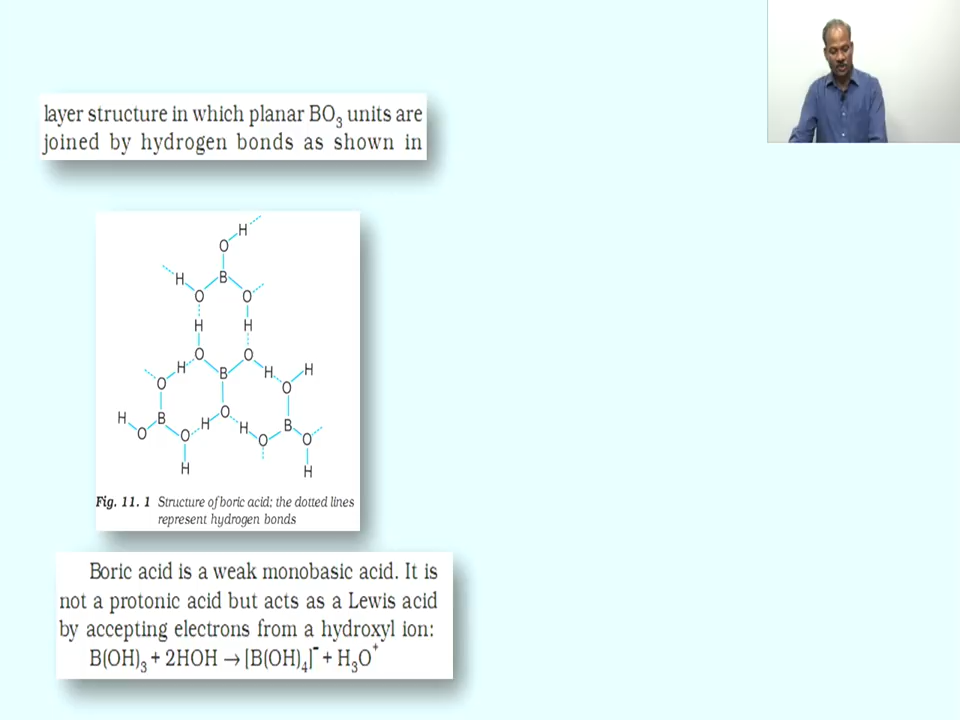 layer structure in which planar BO₃ units are
joined by hydrogen bonds as shown in
H
O
B
H
O
O
H
H
O
O
H
B
H
H
O
O
O
H
B
H
H
B
O
O
O
O
H
H
Fig. 11. 1 Structure of boric acid; the dotted lines
represent hydrogen bonds
Boric acid is a weak monobasic acid. It is
not a protonic acid but acts as a Lewis acid
by accepting electrons from a hydroxyl ion:
B(OH)₃ + 2HOH → [B(OH)₄]⁻ + H₃O⁺